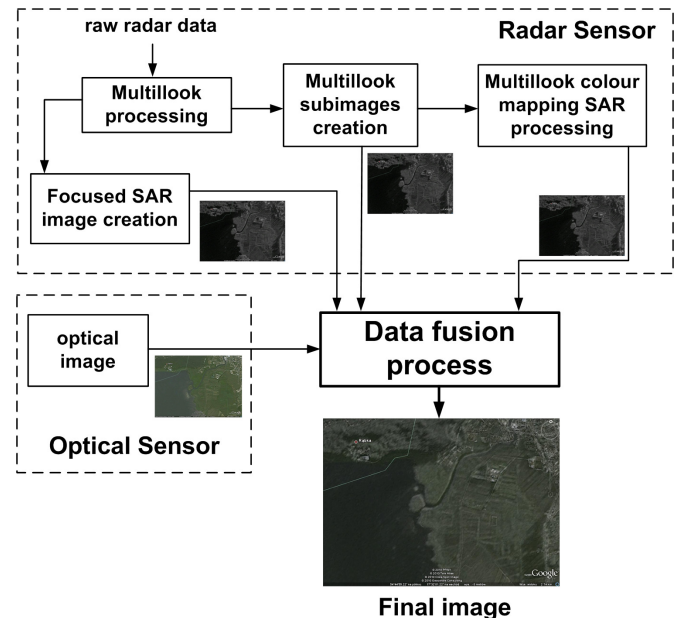 raw radar data
Radar Sensor
Multillook
processing
Multillook
subimages
creation
Multillook colour
mapping SAR
processing
Focused SAR
image creation
optical
image
Optical Sensor
Data fusion
process
Google
Final image